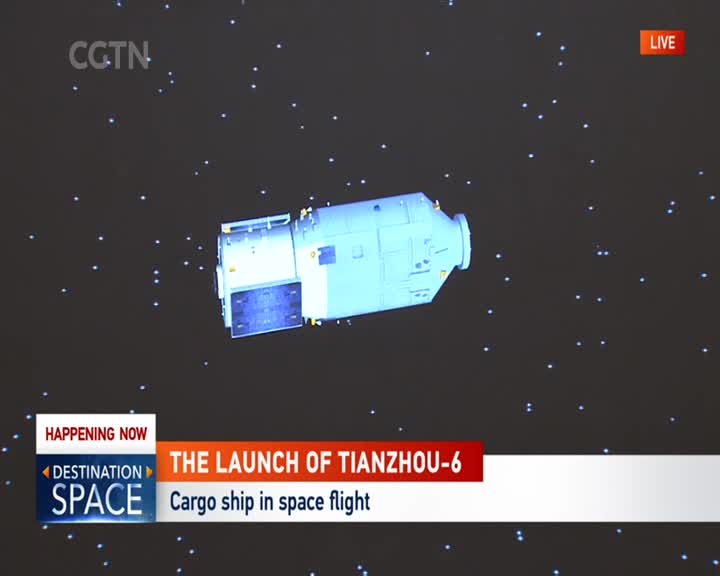 CGTN
LIVE
HAPPENING NOW
DESTINATION
SPACE
THE LAUNCH OF TIANZHOU-6
Cargo ship in space flight